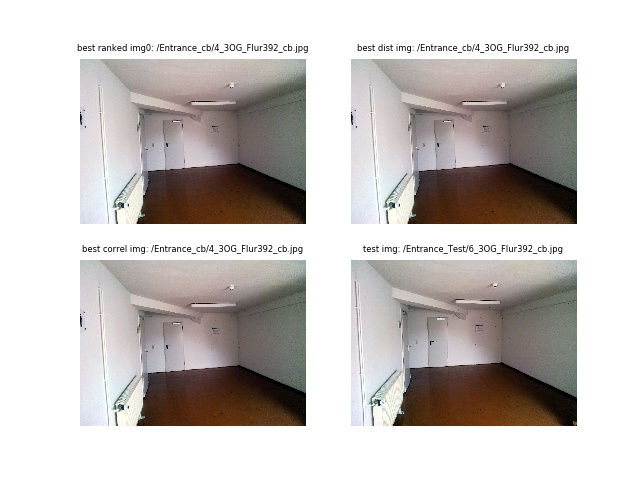 best ranked img0: /Entrance_cb/4_3OG_Flur392_cb.jpg
best dist img: /Entrance_cb/4_3OG_Flur392_cb.jpg
best correl img: /Entrance_cb/4_3OG_Flur392_cb.jpg
test img: /Entrance_Test/6_3OG_Flur392_cb.jpg